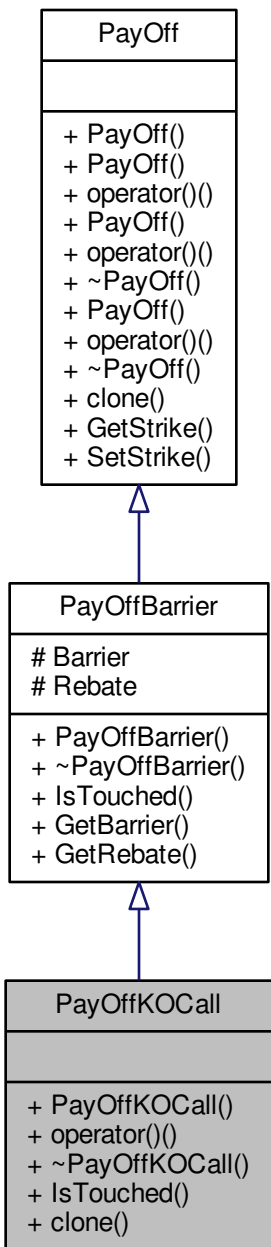 PayOff
+ PayOff()
+ PayOff()
+ operator()()
+ PayOff()
+ operator()()
+ ~PayOff()
+ PayOff()
+ operator()()
+ ~PayOff()
+ clone()
+ GetStrike()
+ SetStrike()
PayOffBarrier
# Barrier
# Rebate
+ PayOffBarrier()
+ ~PayOffBarrier()
+ IsTouched()
+ GetBarrier()
+ GetRebate()
PayOffKOCall
+ PayOffKOCall()
+ operator()()
+ ~PayOffKOCall()
+ IsTouched()
+ clone()